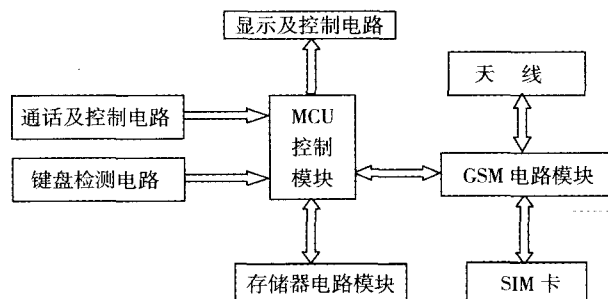 显示及控制电路
天 线
通话及控制电路
MCU
控制
模块
键盘检测电路
GSM 电路模块
存储器电路模块
SIM 卡